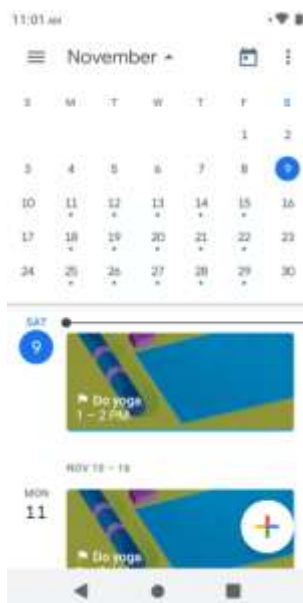 11:01 AM
November
S M T W T F S
1 2
3 4 5 6 7 8 9
10 11 12 13 14 15 16
17 18 19 20 21 22 23
24 25 26 27 28 29 30
SAT
9
Do yoga
1 – 2 PM
NOV 10 – 16
MON
11
Do yoga